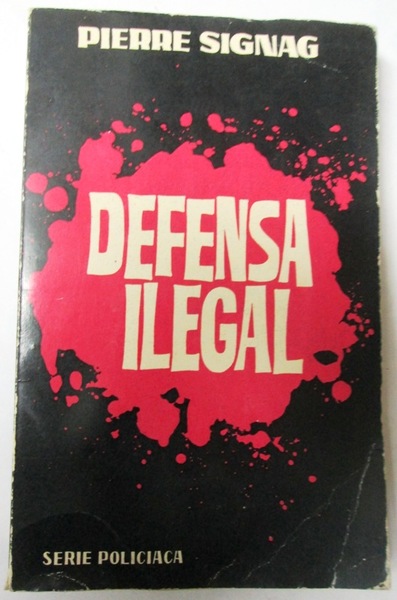 PIERRE SIGNAG
DEFENSA
ILEGAL
SERIE POLICIACA